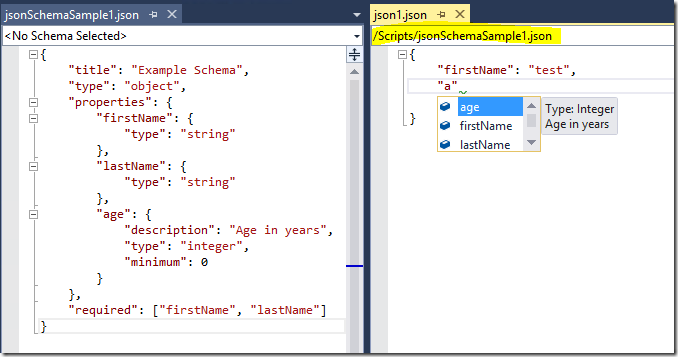 jsonSchemaSample1.json
<No Schema Selected>
{
"title": "Example Schema",
"type": "object",
"properties": {
"firstName": {
"type": "string"
},
"lastName": {
"type": "string"
},
"age": {
"description": "Age in years",
"type": "integer",
"minimum": 0
}
},
"required": ["firstName", "lastName"]
}
json1.json
/Scripts/jsonSchemaSample1.json
{
"firstName": "test",
"a"
}
age
firstName
lastName
Type: Integer
Age in years